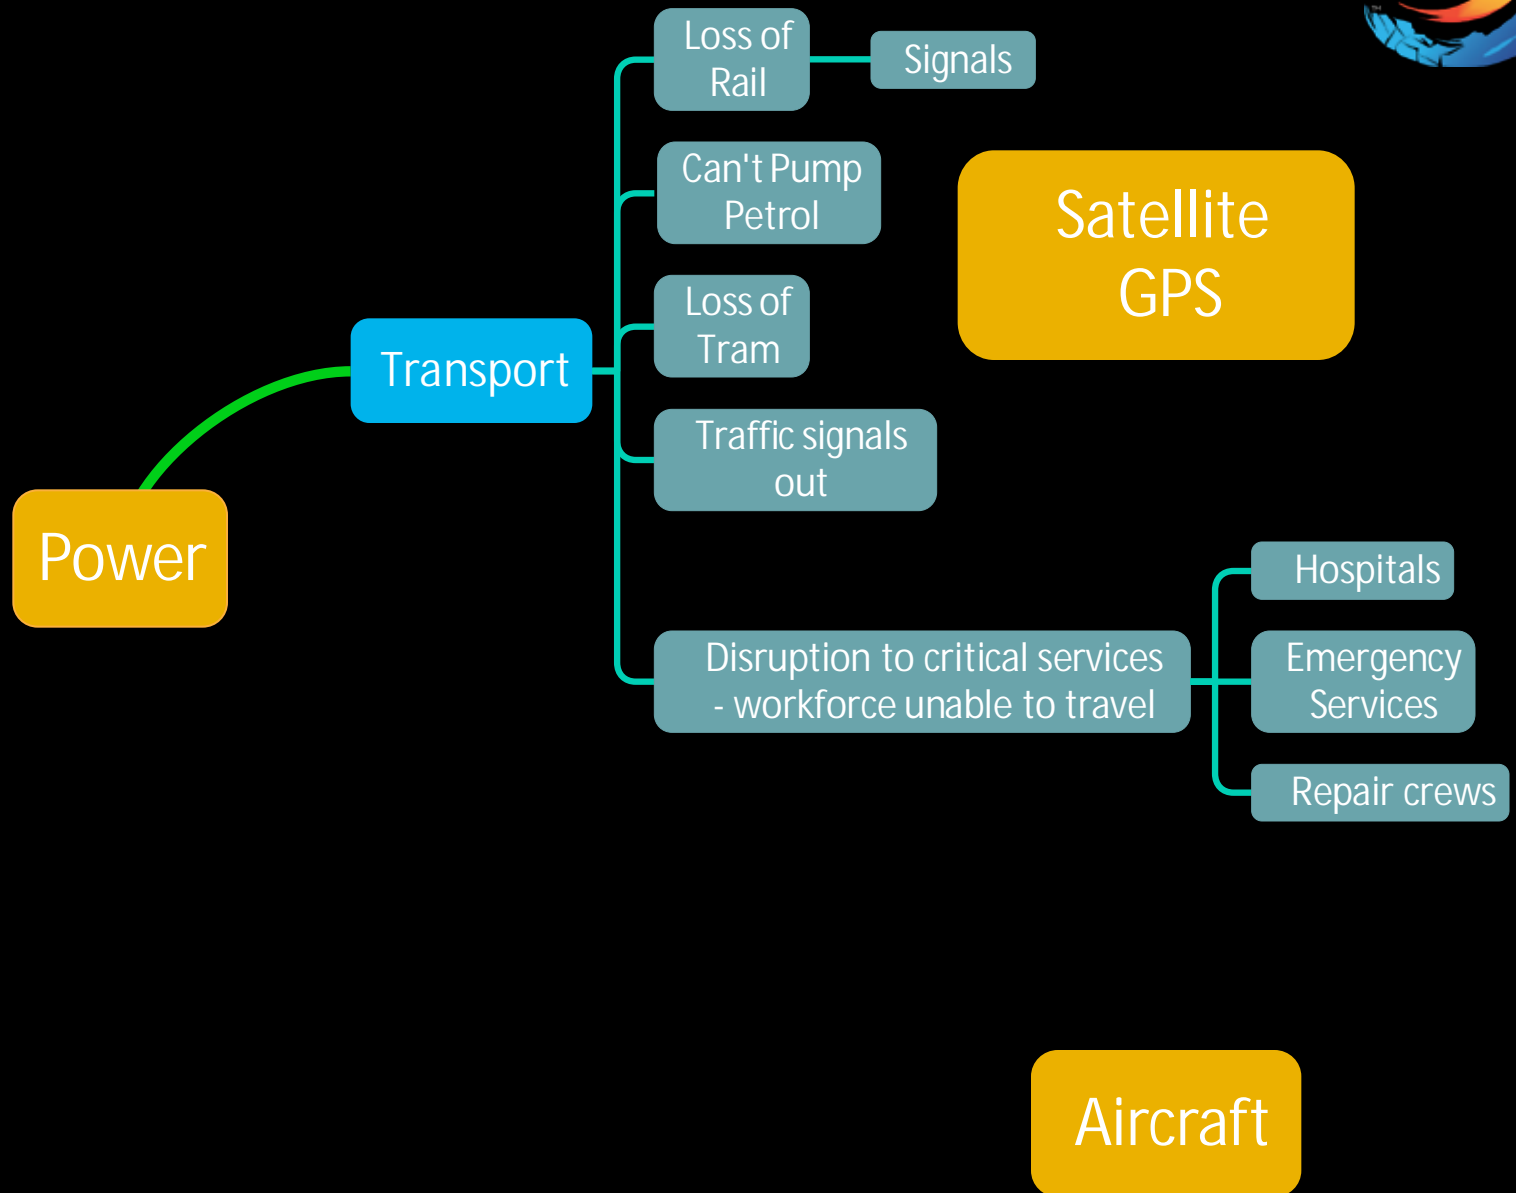 Loss of
Rail
Signals
Can't Pump
Petrol
Satellite
GPS
Loss of
Tram
Transport
Traffic signals
out
Power
Hospitals
Disruption to critical services
- workforce unable to travel
Emergency
Services
Repair crews
Aircraft